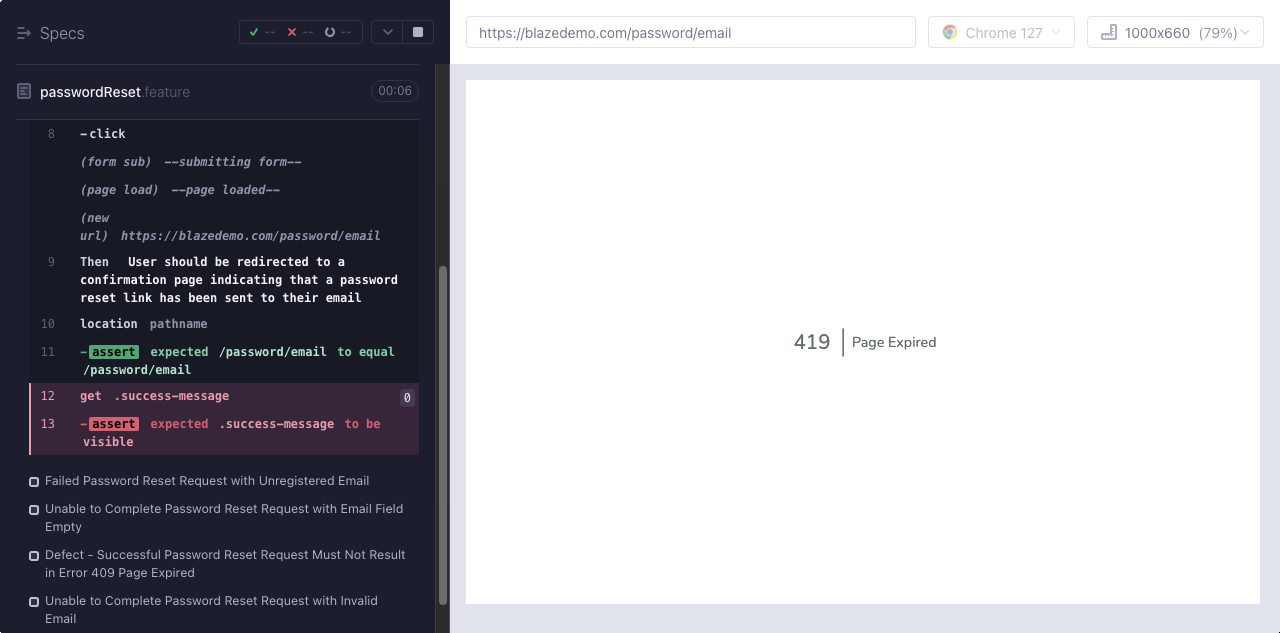 Specs
-- -- --
passwordReset.feature 00:06
8 -click
(form sub) --submitting form--
(page load) --page loaded--
(new
url) https://blazedemo.com/password/email
9 Then User should be redirected to a
confirmation page indicating that a password
reset link has been sent to their email
10 location pathname
11 -assert expected /password/email to equal
/password/email
12 get .success-message 0
13 -assert expected .success-message to be
visible
Failed Password Reset Request with Unregistered Email
Unable to Complete Password Reset Request with Email Field
Empty
Defect - Successful Password Reset Request Must Not Result
in Error 409 Page Expired
Unable to Complete Password Reset Request with Invalid
Email
https://blazedemo.com/password/email
Chrome 127
1000x660 (79%)
419 Page Expired